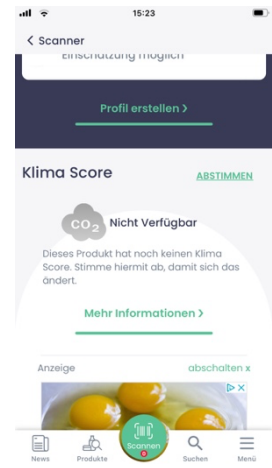 15:23
Scanner
Einschätzung möglich
Profil erstellen >
Klima Score
ABSTIMMEN
CO2 Nicht Verfügbar
Dieses Produkt hat noch keinen Klima
Score. Stimme hiermit ab, damit sich das
ändert.
Mehr Informationen >
Anzeige abschalten x
News Produkte Scannen Suchen Menü